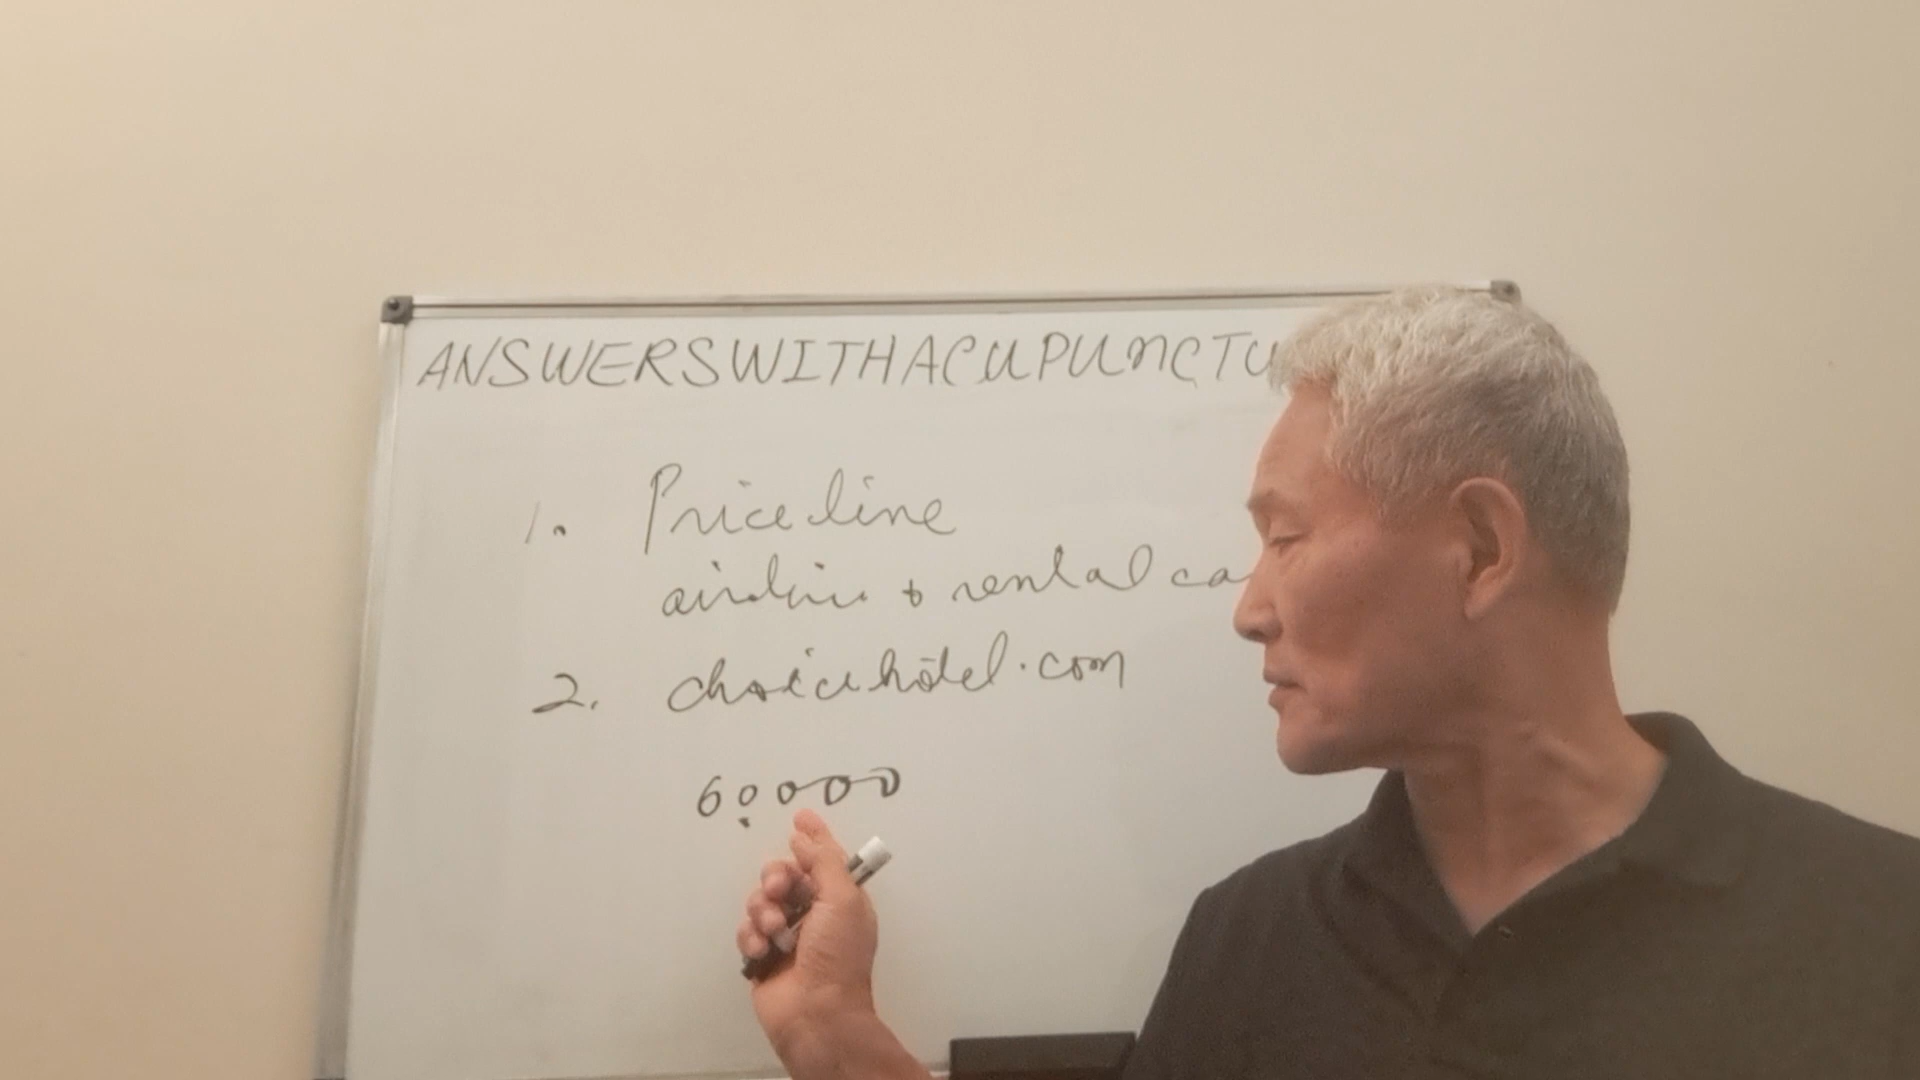 ANSWERSWITHACUPUNCTU
1. Priceline
airline + rental ca
2. choicehotel.com
60000